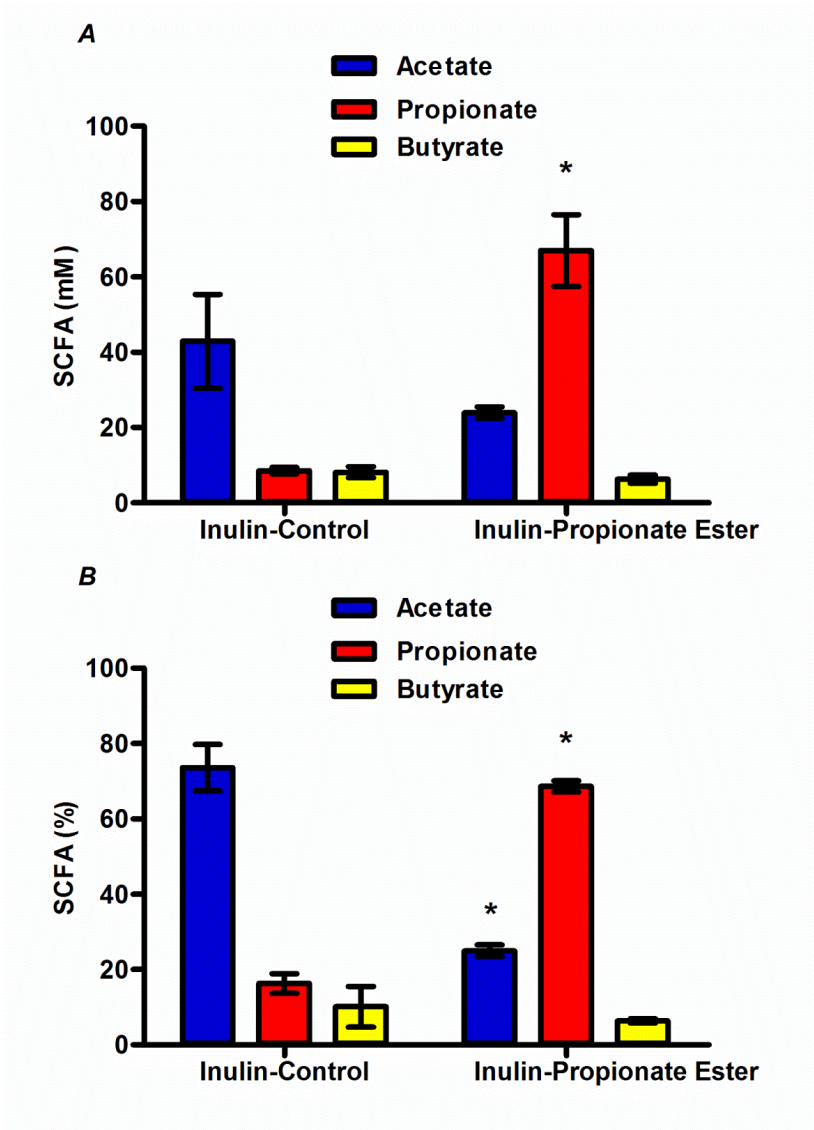 A
Acetate
Propionate
Butyrate
100
80
60
40
20
0
SCFA (mM)
*
Inulin-Control
Inulin-Propionate Ester
B
Acetate
Propionate
Butyrate
100
80
60
40
20
0
SCFA (%)
*
*
Inulin-Control
Inulin-Propionate Ester